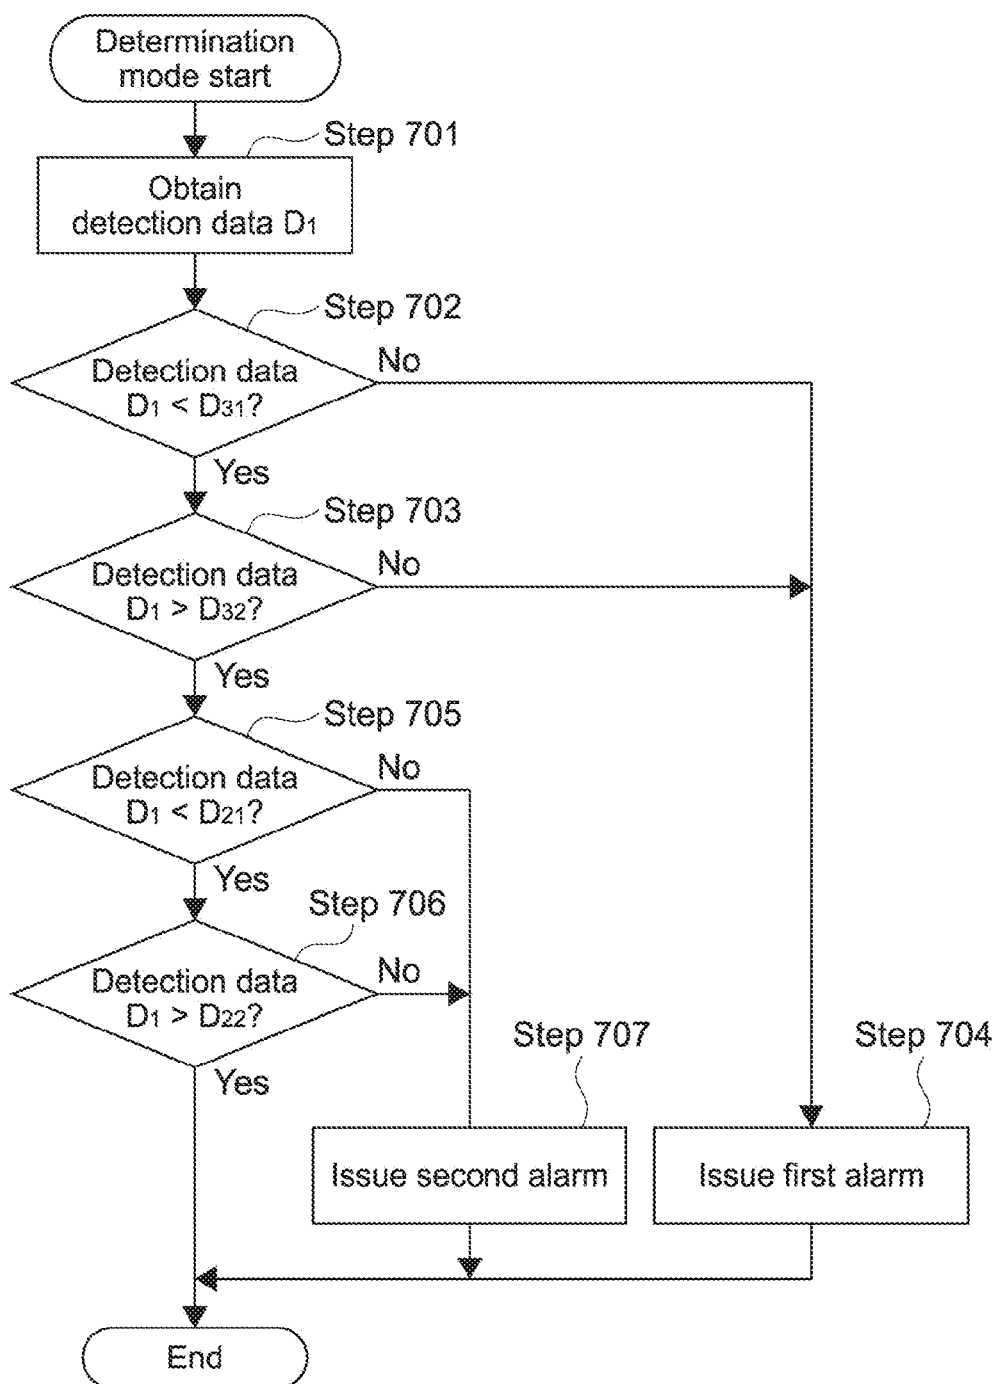 Determination
mode start
Step 701
Obtain
detection data D1
Step 702
Detection data
D1 < D31?
No
Yes
Step 703
Detection data
D1 > D32?
No
Yes
Step 705
Detection data
D1 < D21?
No
Yes
Step 706
Detection data
D1 > D22?
No
Yes
Step 707
Step 704
Issue second alarm
Issue first alarm
End